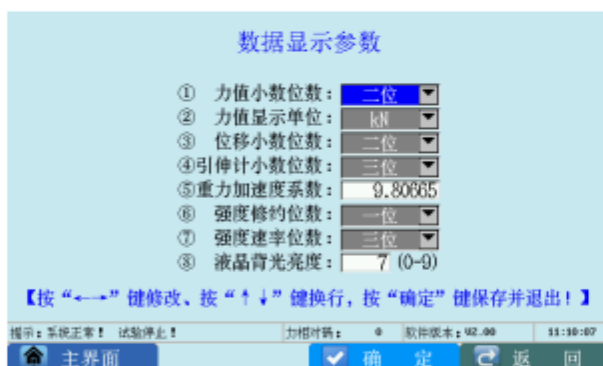 数据显示参数
① 力值小数位数: 二位
② 力值显示单位: kN
③ 位移小数位数: 二位
④引伸计小数位数: 三位
⑤重力加速度系数: 9.80665
⑥ 强度修约位数: 一位
⑦ 强度速率位数: 三位
⑧ 液晶背光亮度: 7 (0-9)
【按“←→”键修改、按“↑↓”键换行，按“确定”键保存并退出!】
提示:系统正常! 试验停止! 力相对码: 0 软件版本:V2.00 11:10:07
主界面 确 定 返 回